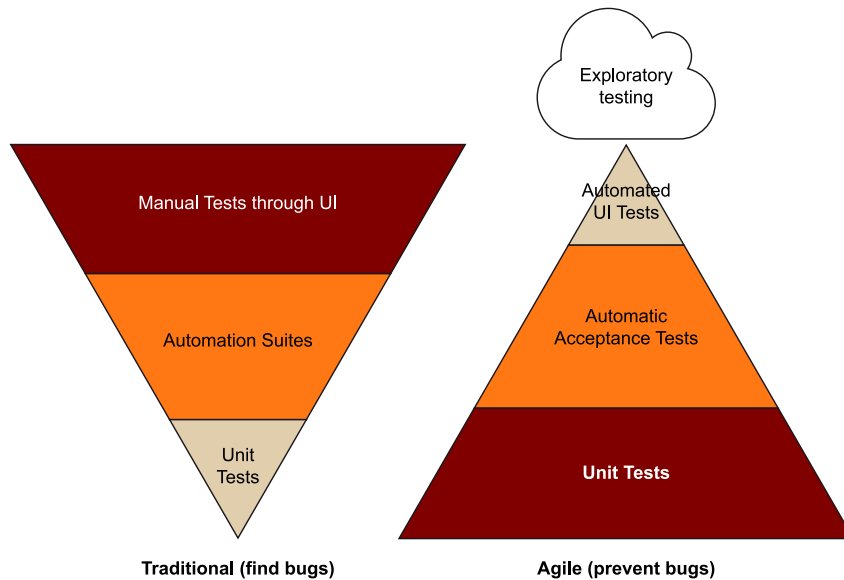 Exploratory
testing
Manual Tests through UI
Automation Suites
Unit
Tests
Traditional (find bugs)
Automated
UI Tests
Automatic
Acceptance Tests
Unit Tests
Agile (prevent bugs)